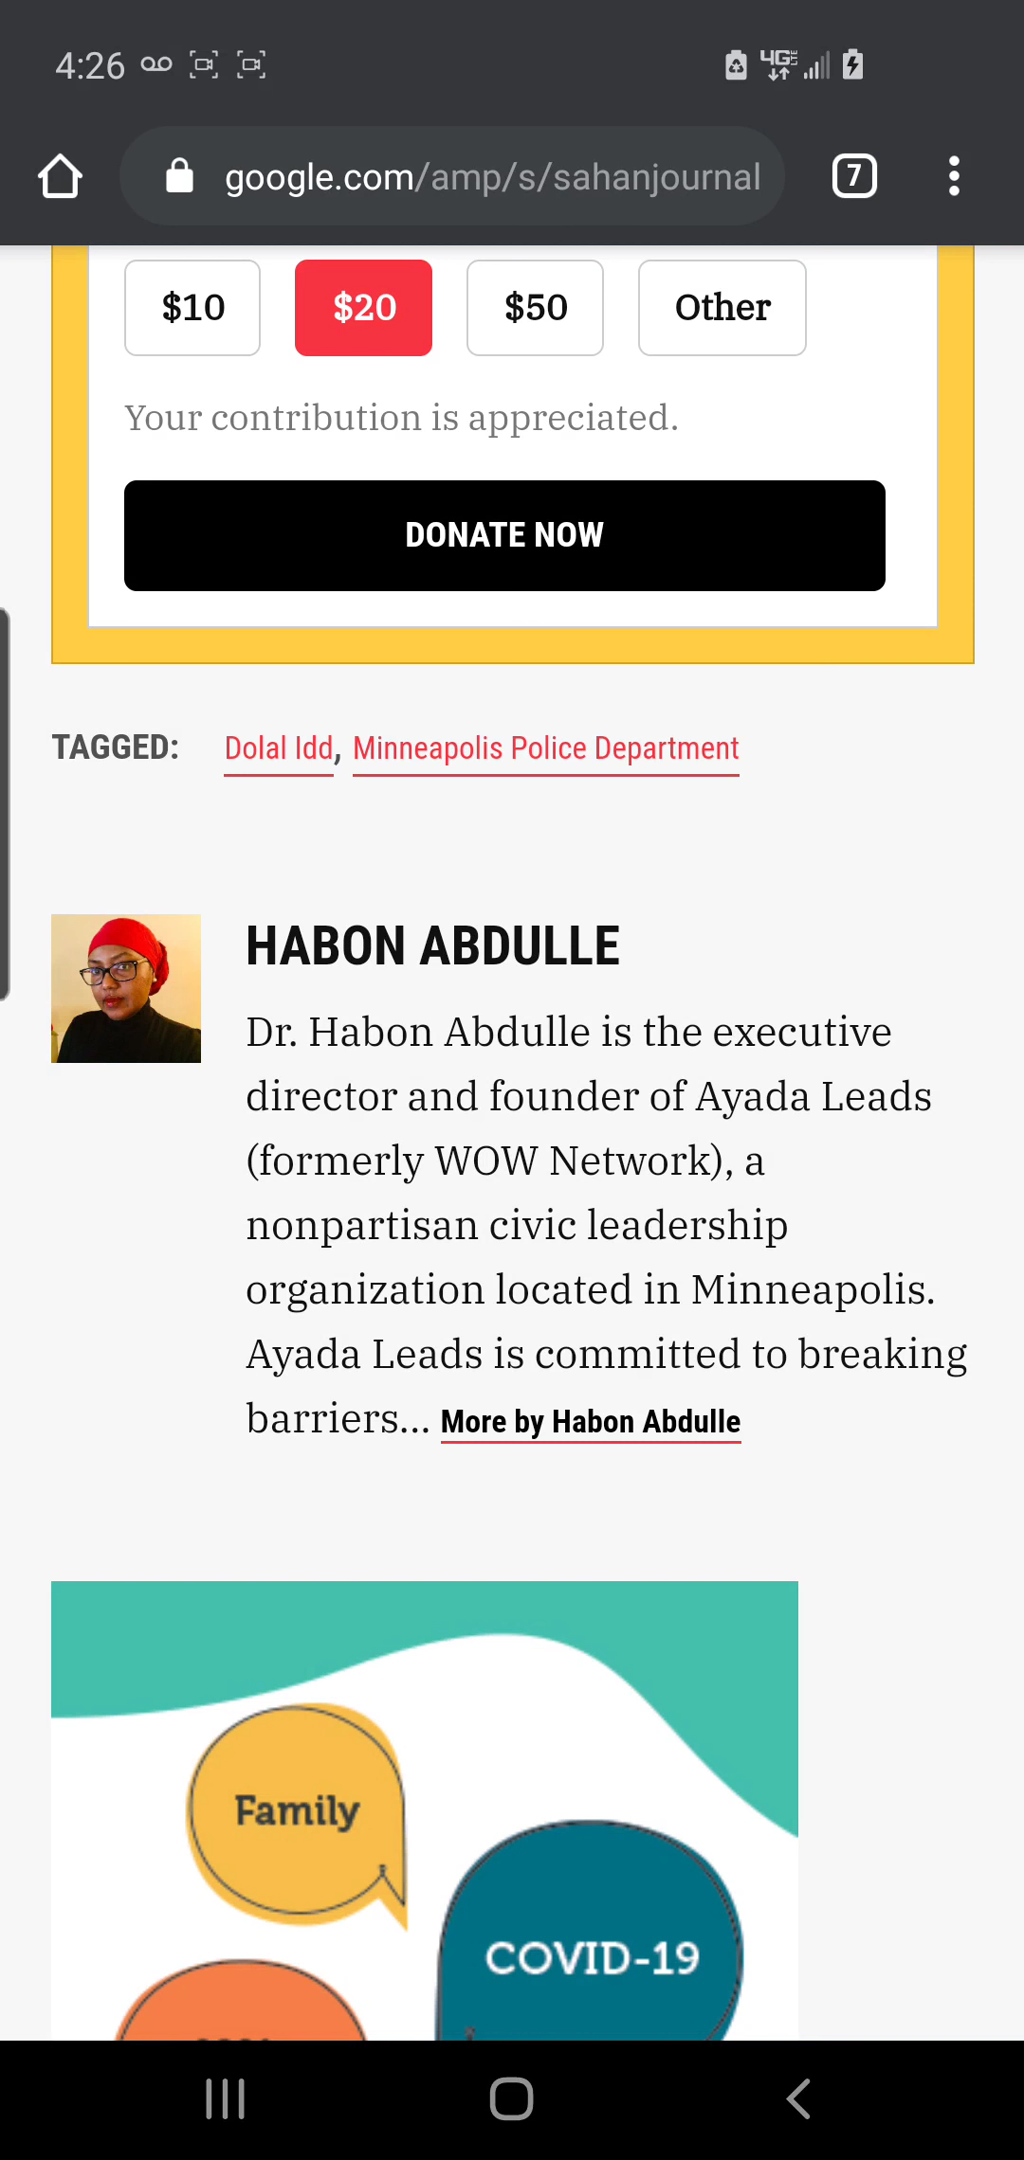 4:26 4G LTE
google.com/amp/s/sahanjournal 7
$10 $20 $50 Other
Your contribution is appreciated.
DONATE NOW
TAGGED: Dolal Idd, Minneapolis Police Department
HABON ABDULLE
Dr. Habon Abdulle is the executive
director and founder of Ayada Leads
(formerly WOW Network), a
nonpartisan civic leadership
organization located in Minneapolis.
Ayada Leads is committed to breaking
barriers... More by Habon Abdulle
Family
COVID-19